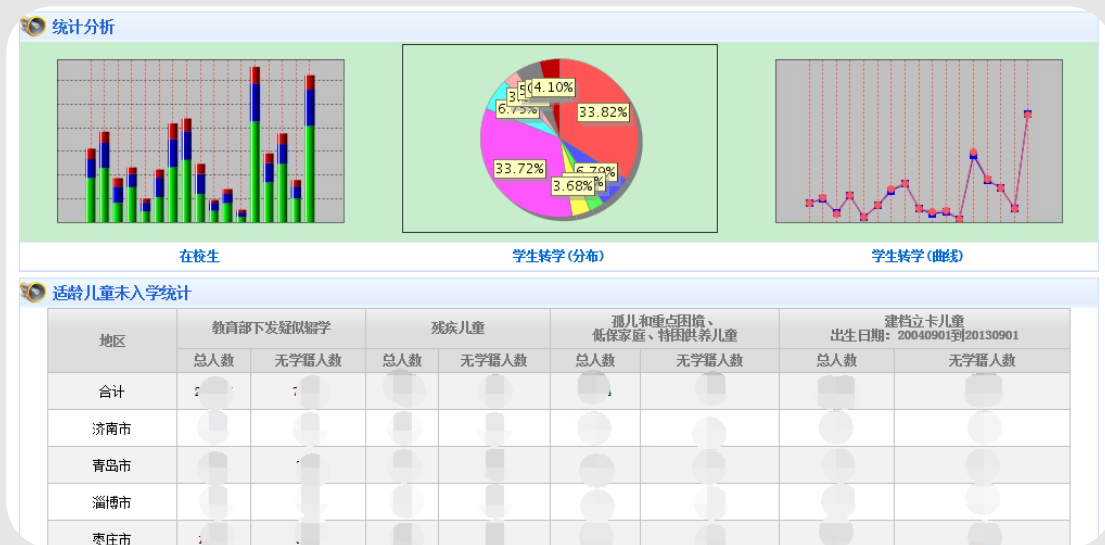 统计分析
4.10%
33.82%
33.72%
3.68%
在校生
学生转学(分布)
学生转学(曲线)
适龄儿童未入学统计
地区
教育部下发疑似辍学
残疾儿童
孤儿和重点困境、
低保家庭、特困供养儿童
建档立卡儿童
出生日期：20040901到20130901
总人数 无学籍人数 总人数 无学籍人数 总人数 无学籍人数 总人数 无学籍人数
合计
济南市
青岛市
淄博市
枣庄市